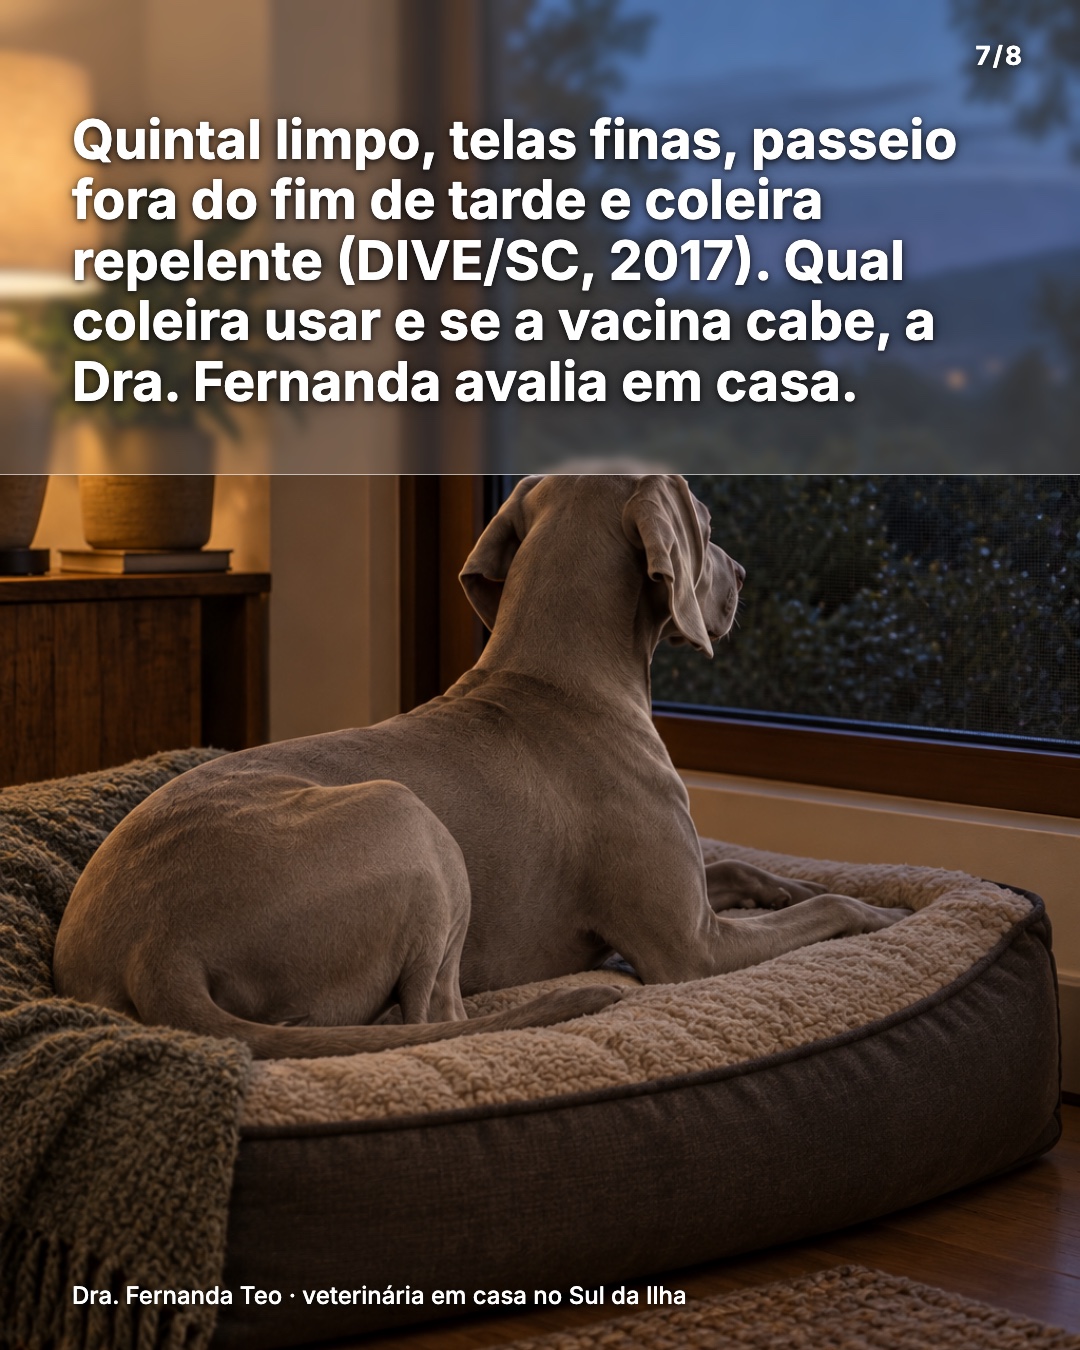 7/8
Quintal limpo, telas finas, passeio
fora do fim de tarde e coleira
repelente (DIVE/SC, 2017). Qual
coleira usar e se a vacina cabe, a
Dra. Fernanda avalia em casa.
Dra. Fernanda Teo · veterinária em casa no Sul da Ilha